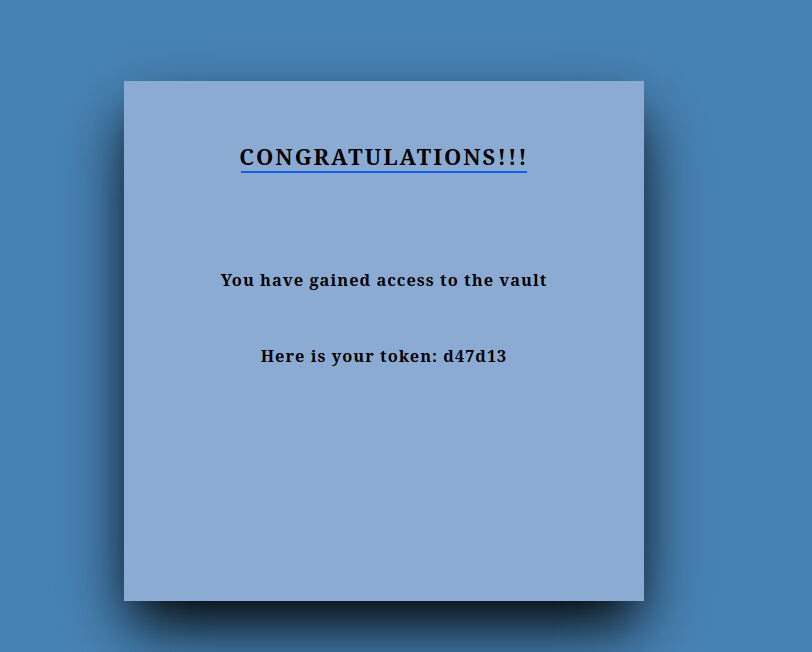 CONGRATULATIONS!!!
You have gained access to the vault
Here is your token: d47d13